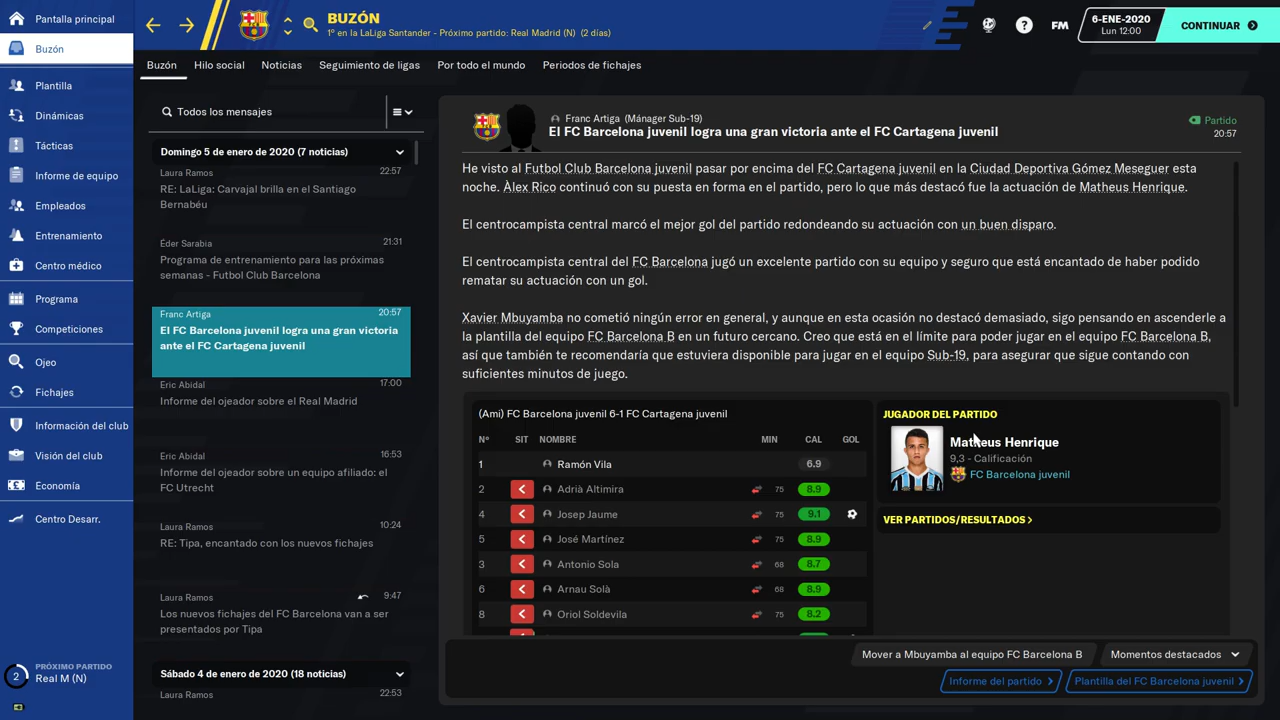 Pantalla principal
Buzón
Plantilla
Dinámicas
Tácticas
Informe de equipo
Empleados
Entrenamiento
Centro médico
Programa
Competiciones
Ojeo
Fichajes
Información del club
Visión del club
Economía
Centro Desarr.
2
PRÓXIMO PARTIDO
Real M (N)
BUZÓN
1º en la LaLiga Santander - Próximo partido: Real Madrid (N) (2 días)
?
FM
6-ENE-2020
Lun 12:00
CONTINUAR
Buzón
Hilo social
Noticias
Seguimiento de ligas
Por todo el mundo
Periodos de fichajes
Todos los mensajes
Domingo 5 de enero de 2020 (7 noticias)
Laura Ramos 22:57
RE: LaLiga: Carvajal brilla en el Santiago
Bernabéu
Éder Sarabia 21:31
Programa de entrenamiento para las próximas
semanas - Futbol Club Barcelona
Franc Artiga 20:57
El FC Barcelona juvenil logra una gran victoria
ante el FC Cartagena juvenil
Eric Abidal 17:00
Informe del ojeador sobre el Real Madrid
Eric Abidal 16:53
Informe del ojeador sobre un equipo afiliado: el
FC Utrecht
Laura Ramos 10:24
RE: Tipa, encantado con los nuevos fichajes
Laura Ramos 9:47
Los nuevos fichajes del FC Barcelona van a ser
presentados por Tipa
Sábado 4 de enero de 2020 (18 noticias)
Laura Ramos 22:53
Franc Artiga (Mánager Sub-19)
El FC Barcelona juvenil logra una gran victoria ante el FC Cartagena juvenil
Partido
20:57
He visto al Futbol Club Barcelona juvenil pasar por encima del FC Cartagena juvenil en la Ciudad Deportiva Gómez Meseguer esta
noche. Àlex Rico continuó con su puesta en forma en el partido, pero lo que más destacó fue la actuación de Matheus Henrique.
El centrocampista central marcó el mejor gol del partido redondeando su actuación con un buen disparo.
El centrocampista central del FC Barcelona jugó un excelente partido con su equipo y seguro que está encantado de haber podido
rematar su actuación con un gol.
Xavier Mbuyamba no cometió ningún error en general, y aunque en esta ocasión no destacó demasiado, sigo pensando en ascenderle a
la plantilla del equipo FC Barcelona B en un futuro cercano. Creo que está en el límite para poder jugar en el equipo FC Barcelona B,
así que también te recomendaría que estuviera disponible para jugar en el equipo Sub-19, para asegurar que sigue contando con
suficientes minutos de juego.
(Ami) FC Barcelona juvenil 6-1 FC Cartagena juvenil
Nº SIT NOMBRE MIN CAL GOL
1 Ramón Vila 6.9
2 Adrià Altimira 75 8.9
4 Josep Jaume 75 9.1
5 José Martínez 75 8.9
3 Antonio Sola 68 8.7
6 Arnau Solà 68 8.9
8 Oriol Soldevila 75 8.2
JUGADOR DEL PARTIDO
Matheus Henrique
9,3 - Calificación
FC Barcelona juvenil
VER PARTIDOS/RESULTADOS >
Mover a Mbuyamba al equipo FC Barcelona B
Momentos destacados
Informe del partido
Plantilla del FC Barcelona juvenil